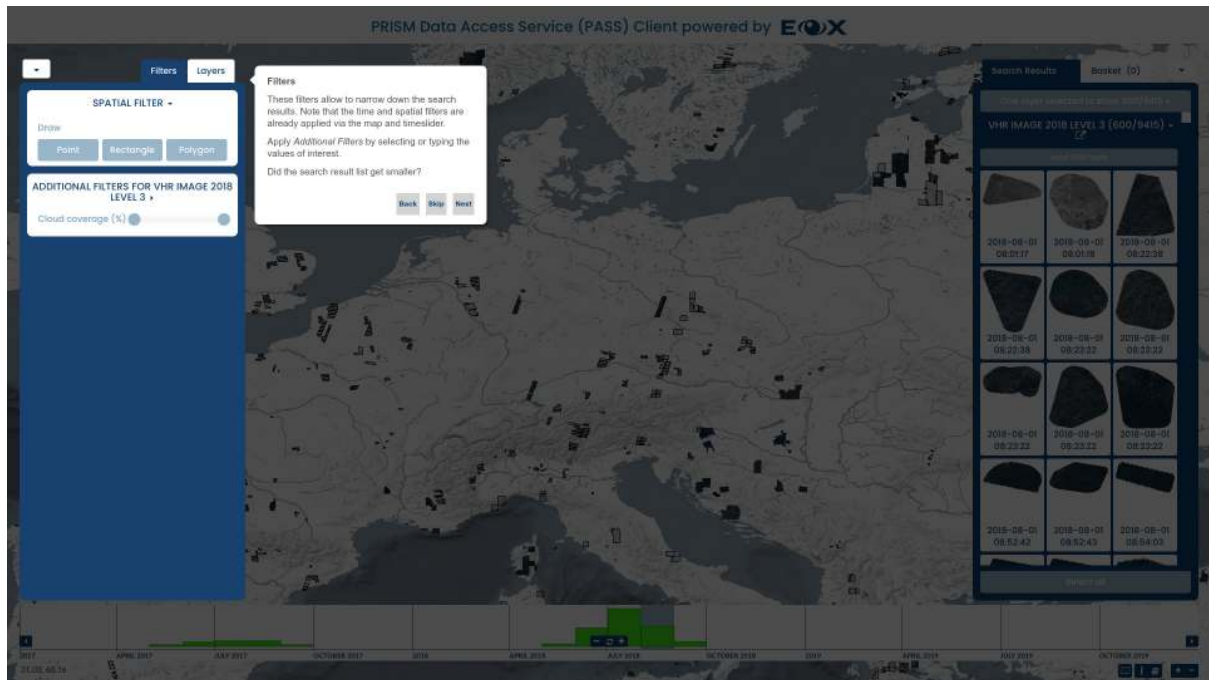 PRISM Data Access Service (PASS) Client powered by EOX
Filters
Layers
SPATIAL FILTER
Draw
Point
Rectangle
Polygon
ADDITIONAL FILTERS FOR VHR IMAGE 2018
LEVEL 3
Cloud coverage (%)
Filters
These filters allow to narrow down the search
results. Note that the time and spatial filters are
already applied via the map and timeslider.
Apply Additional Filters by selecting or typing the
values of interest.
Did the search result list get smaller?
Back
Skip
Next
Search Results
Basket (0)
VHR IMAGE 2018 LEVEL 3 (600/9415)
2018-08-01
08:01:17
2018-08-01
08:01:18
2018-08-01
08:22:38
2018-08-01
08:22:38
2018-08-01
08:23:22
2018-08-01
08:23:22
2018-08-01
08:23:22
2018-08-01
08:23:22
2018-08-01
08:23:22
2018-08-01
08:52:42
2018-08-01
08:52:43
2018-08-01
08:54:03
Select all
2017
APRIL 2017
JULY 2017
OCTOBER 2017
2018
APRIL 2018
JULY 2018
OCTOBER 2018
2019
APRIL 2019
JULY 2019
OCTOBER 2019